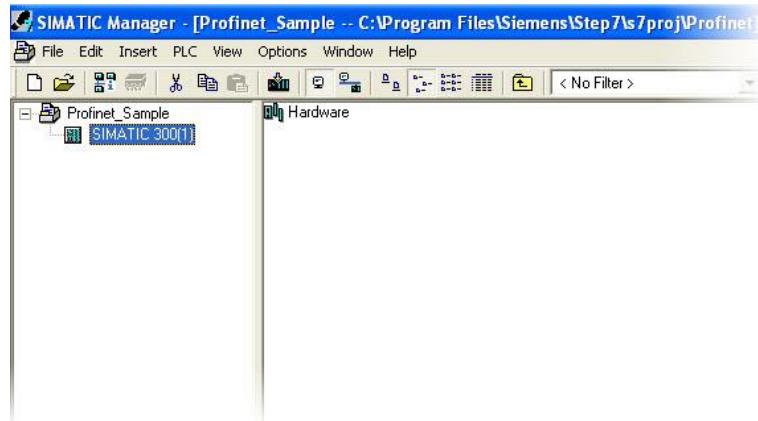 SIMATIC Manager - [Profinet_Sample -- C:\Program Files\Siemens\Step7\s7proj\Profinet]
File Edit Insert PLC View Options Window Help
< No Filter >
Profinet_Sample
SIMATIC 300(1)
Hardware